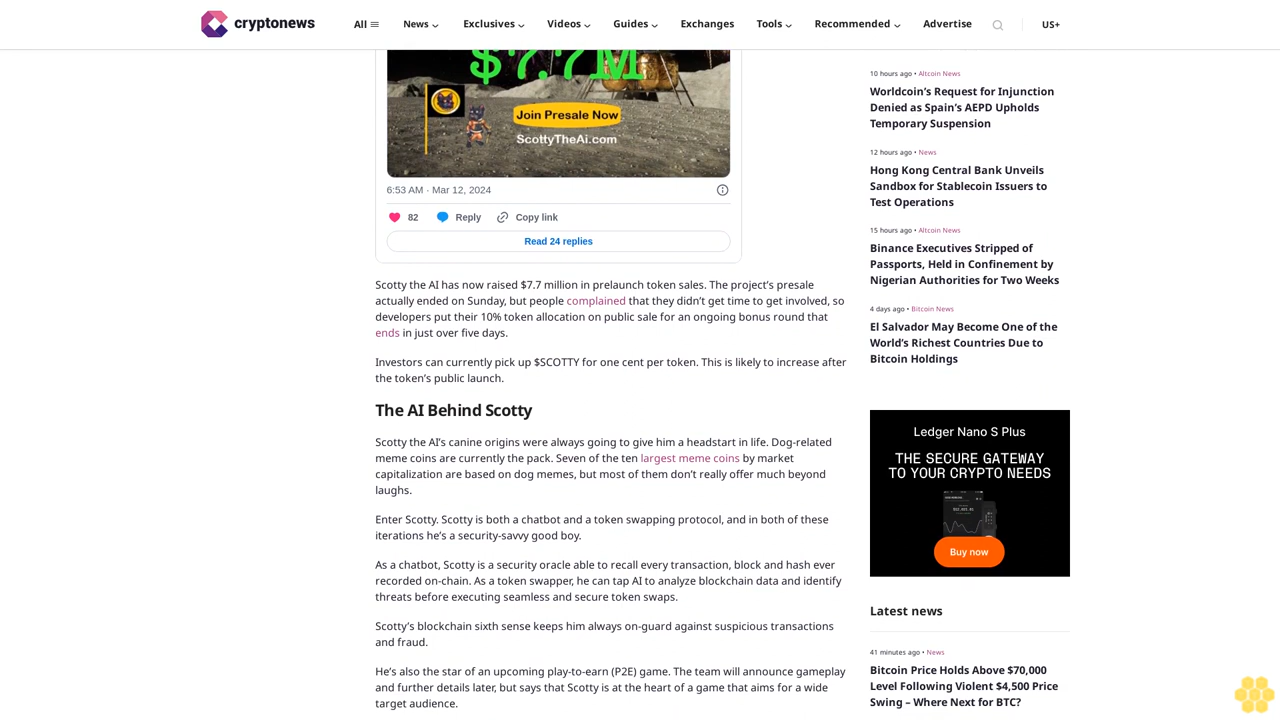 cryptonews
All
News
Exclusives
Videos
Guides
Exchanges
Tools
Recommended
Advertise
US+
$7.7M
Join Presale Now
ScottyTheAi.com
6:53 AM · Mar 12, 2024
82
Reply
Copy link
Read 24 replies
Scotty the AI has now raised $7.7 million in prelaunch token sales. The project’s presale
actually ended on Sunday, but people complained that they didn’t get time to get involved, so
developers put their 10% token allocation on public sale for an ongoing bonus round that
ends in just over five days.
Investors can currently pick up $SCOTTY for one cent per token. This is likely to increase after
the token’s public launch.
The AI Behind Scotty
Scotty the AI’s canine origins were always going to give him a headstart in life. Dog-related
meme coins are currently the pack. Seven of the ten largest meme coins by market
capitalization are based on dog memes, but most of them don’t really offer much beyond
laughs.
Enter Scotty. Scotty is both a chatbot and a token swapping protocol, and in both of these
iterations he’s a security-savvy good boy.
As a chatbot, Scotty is a security oracle able to recall every transaction, block and hash ever
recorded on-chain. As a token swapper, he can tap AI to analyze blockchain data and identify
threats before executing seamless and secure token swaps.
Scotty’s blockchain sixth sense keeps him always on-guard against suspicious transactions
and fraud.
He’s also the star of an upcoming play-to-earn (P2E) game. The team will announce gameplay
and further details later, but says that Scotty is at the heart of a game that aims for a wide
target audience.
10 hours ago • Altcoin News
Worldcoin’s Request for Injunction
Denied as Spain’s AEPD Upholds
Temporary Suspension
12 hours ago • News
Hong Kong Central Bank Unveils
Sandbox for Stablecoin Issuers to
Test Operations
15 hours ago • Altcoin News
Binance Executives Stripped of
Passports, Held in Confinement by
Nigerian Authorities for Two Weeks
4 days ago • Bitcoin News
El Salvador May Become One of the
World’s Richest Countries Due to
Bitcoin Holdings
Ledger Nano S Plus
THE SECURE GATEWAY
TO YOUR CRYPTO NEEDS
Buy now
Latest news
41 minutes ago • News
Bitcoin Price Holds Above $70,000
Level Following Violent $4,500 Price
Swing – Where Next for BTC?